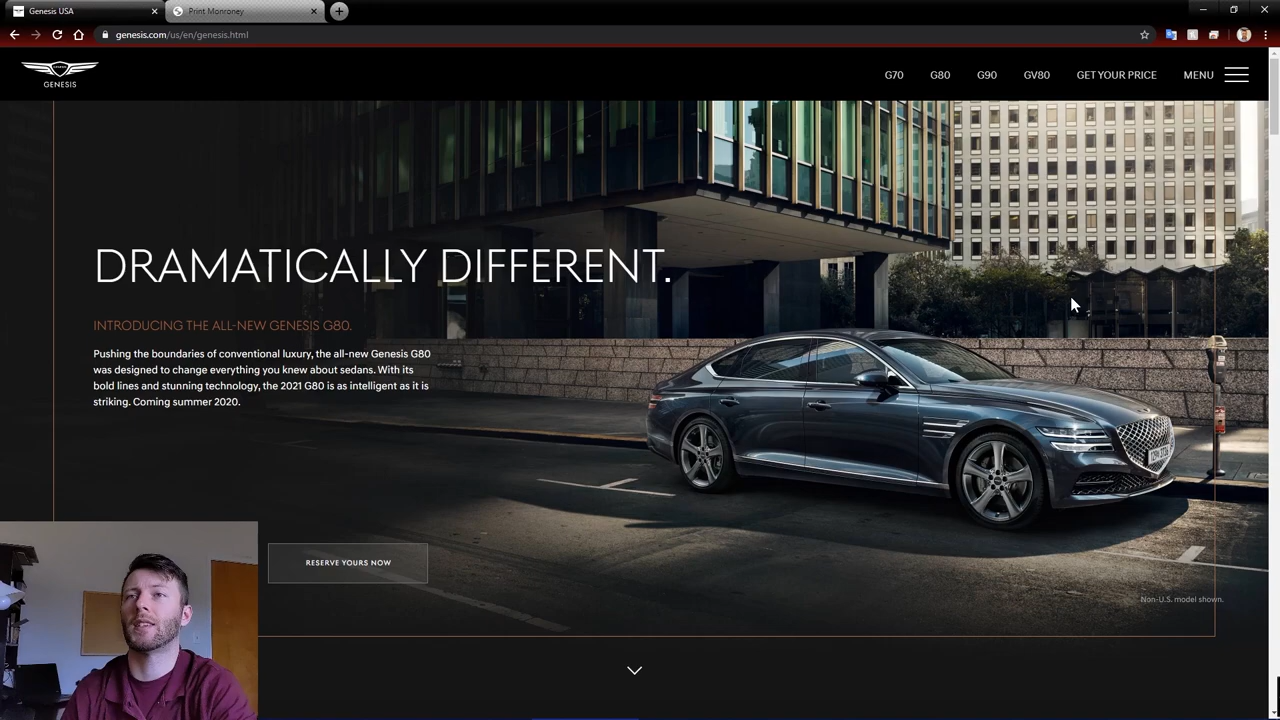 Genesis USA
Print Monroney
genesis.com/us/en/genesis.html
GENESIS
G70 G80 G90 GV80 GET YOUR PRICE MENU
DRAMATICALLY DIFFERENT.
INTRODUCING THE ALL-NEW GENESIS G80.
Pushing the boundaries of conventional luxury, the all-new Genesis G80
was designed to change everything you knew about sedans. With its
bold lines and stunning technology, the 2021 G80 is as intelligent as it is
striking. Coming summer 2020.
RESERVE YOURS NOW
Non-U.S. model shown.